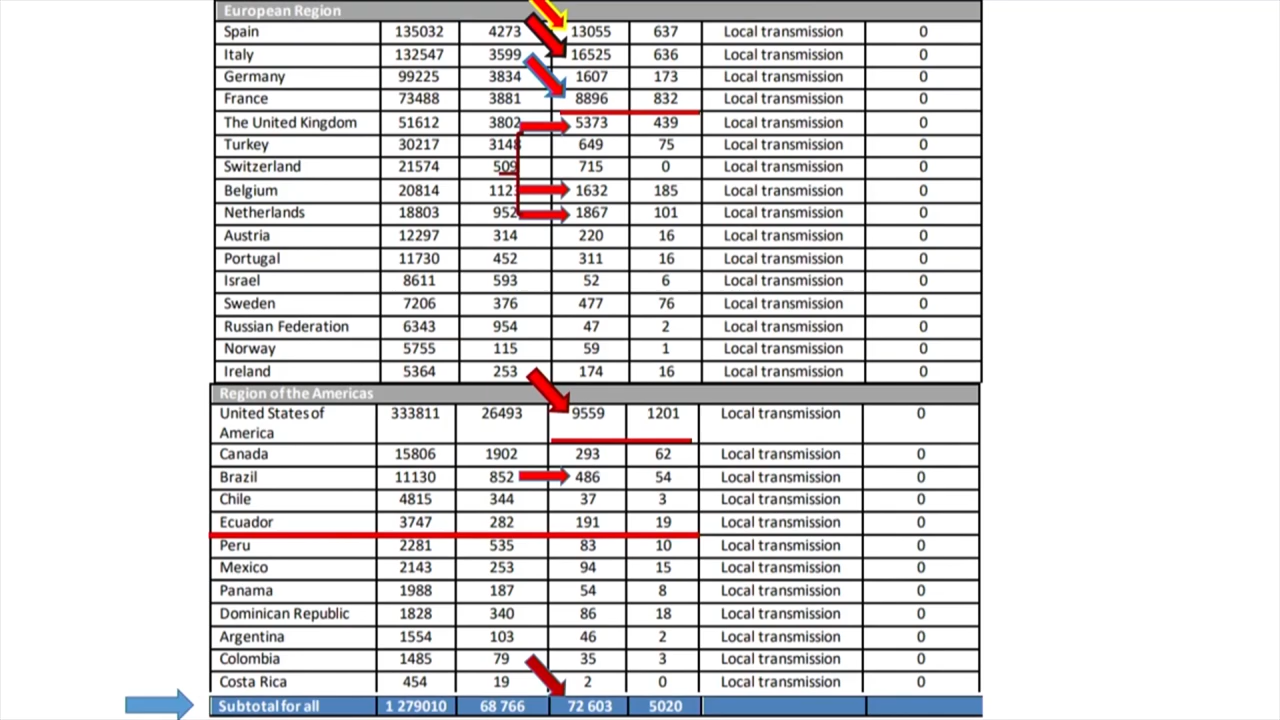 European Region
Spain 135032 4273 13055 637 Local transmission 0
Italy 132547 3599 16525 636 Local transmission 0
Germany 99225 3834 1607 173 Local transmission 0
France 73488 3881 8896 832 Local transmission 0
The United Kingdom 51612 3802 5373 439 Local transmission 0
Turkey 30217 3148 649 75 Local transmission 0
Switzerland 21574 509 715 0 Local transmission 0
Belgium 20814 1123 1632 185 Local transmission 0
Netherlands 18803 952 1867 101 Local transmission 0
Austria 12297 314 220 16 Local transmission 0
Portugal 11730 452 311 16 Local transmission 0
Israel 8611 593 52 6 Local transmission 0
Sweden 7206 376 477 76 Local transmission 0
Russian Federation 6343 954 47 2 Local transmission 0
Norway 5755 115 59 1 Local transmission 0
Ireland 5364 253 174 16 Local transmission 0
Region of the Americas
United States of 333811 26493 9559 1201 Local transmission 0
America
Canada 15806 1902 293 62 Local transmission 0
Brazil 11130 852 486 54 Local transmission 0
Chile 4815 344 37 3 Local transmission 0
Ecuador 3747 282 191 19 Local transmission 0
Peru 2281 535 83 10 Local transmission 0
Mexico 2143 253 94 15 Local transmission 0
Panama 1988 187 54 8 Local transmission 0
Dominican Republic 1828 340 86 18 Local transmission 0
Argentina 1554 103 46 2 Local transmission 0
Colombia 1485 79 35 3 Local transmission 0
Costa Rica 454 19 2 0 Local transmission 0
Subtotal for all 1 279010 68 766 72 603 5020